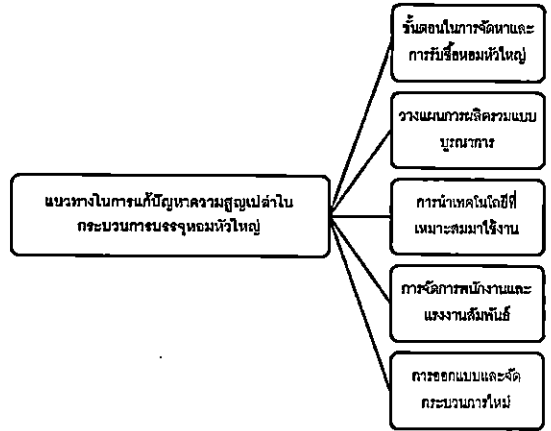 ขั้นตอนในการจัดหาและ
การรับซื้อหอมหัวใหญ่
วางแผนการผลิตรวมแบบ
บูรณาการ
แนวทางในการแก้ปัญหาความสูญเปล่าใน
กระบวนการบรรจุหอมหัวใหญ่
การนำเทคโนโลยีที่
เหมาะสมมาใช้งาน
การจัดการพนักงานและ
แรงงานสัมพันธ์
การออกแบบและจัด
กระบวนการใหม่